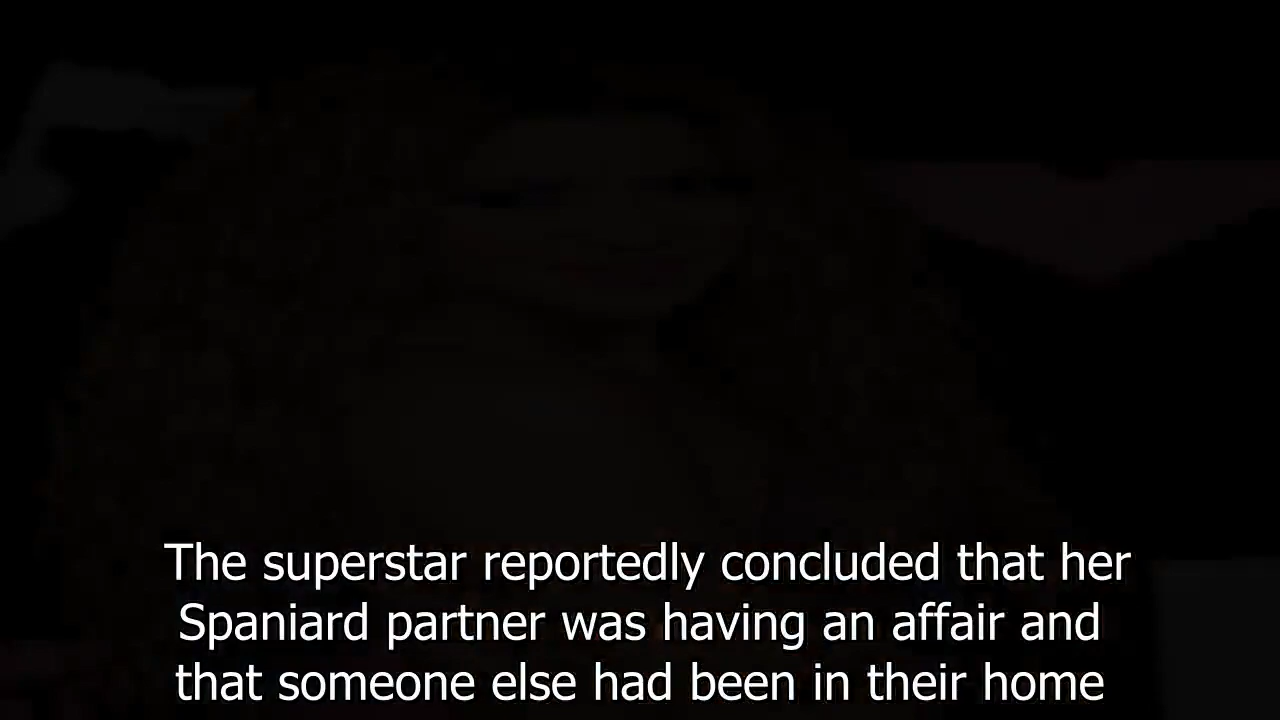 The superstar reportedly concluded that her
Spaniard partner was having an affair and
that someone else had been in their home